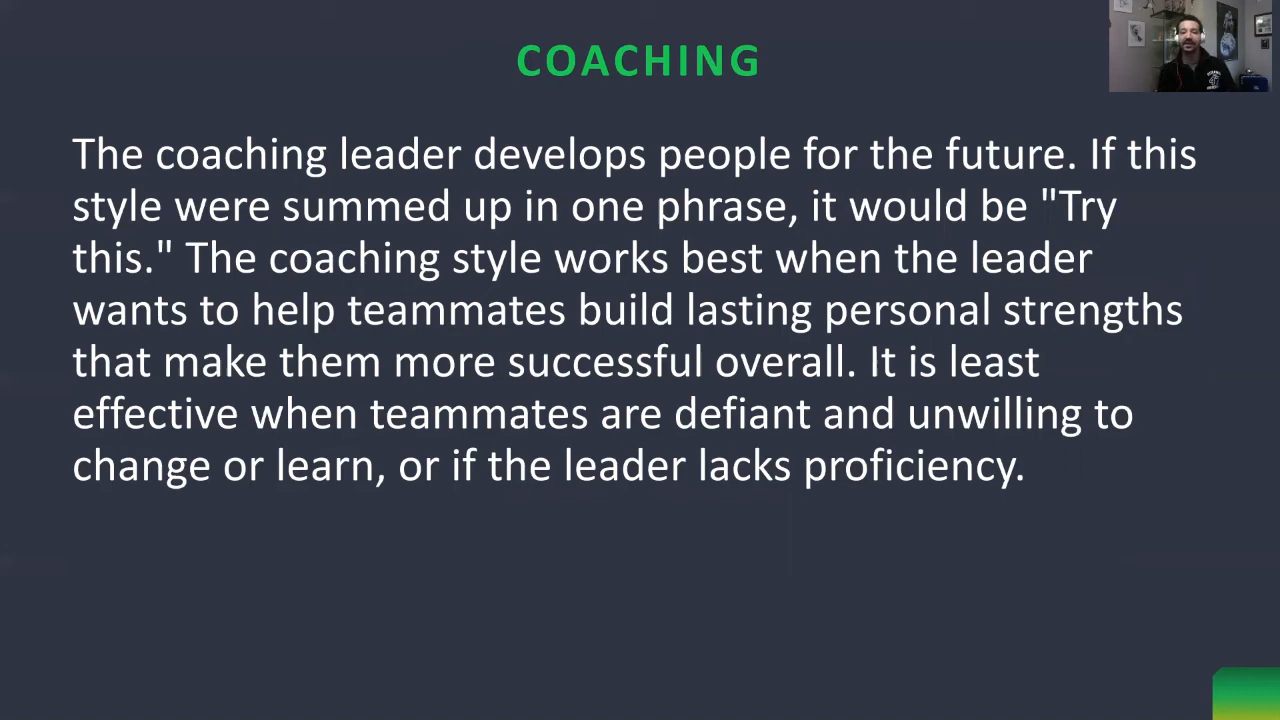 COACHING
The coaching leader develops people for the future. If this
style were summed up in one phrase, it would be "Try
this." The coaching style works best when the leader
wants to help teammates build lasting personal strengths
that make them more successful overall. It is least
effective when teammates are defiant and unwilling to
change or learn, or if the leader lacks proficiency.